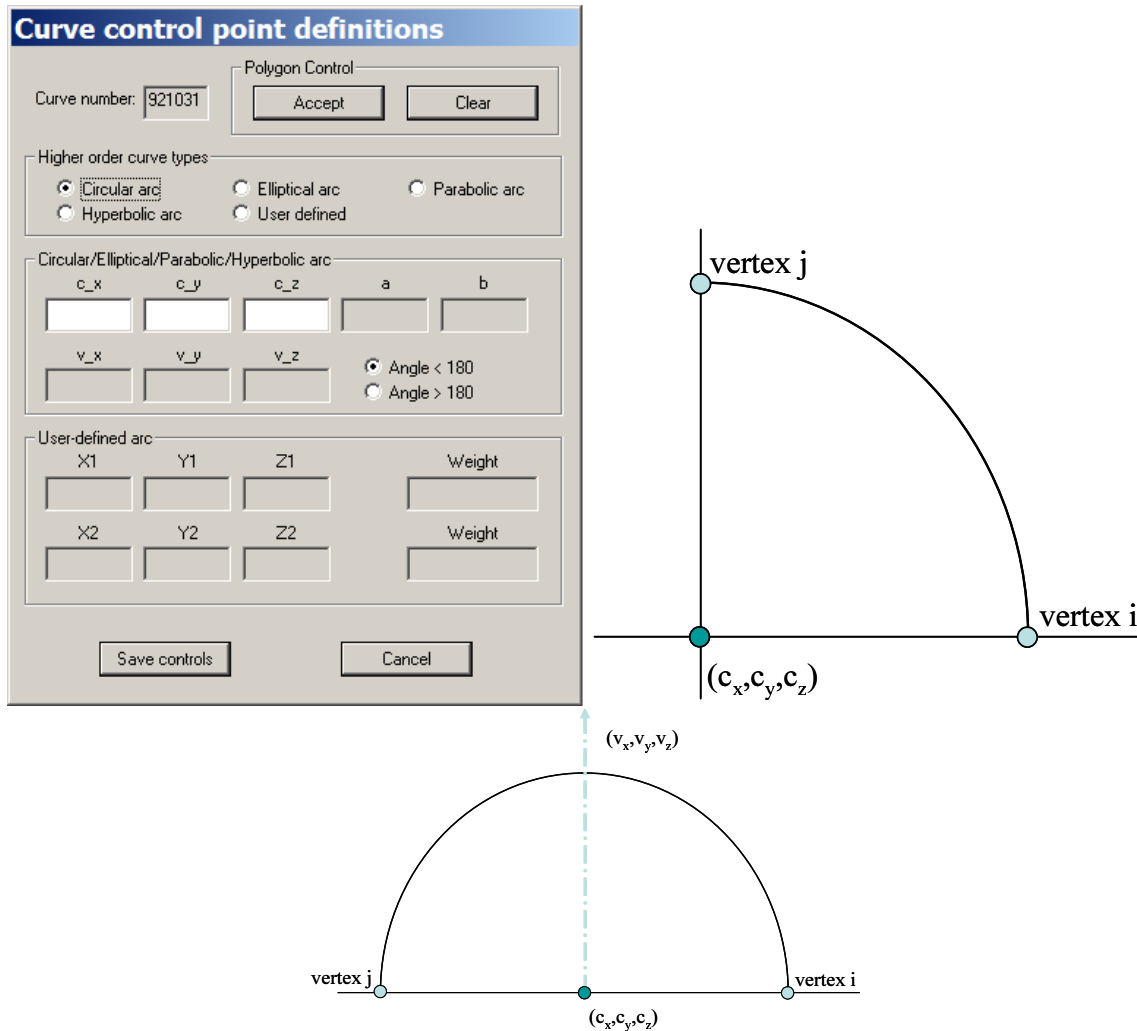 Curve control point definitions
Polygon Control
Curve number: 921031 Accept Clear
Higher order curve types
Circular arc Elliptical arc Parabolic arc
Hyperbolic arc User defined
Circular/Elliptical/Parabolic/Hyperbolic arc
c_x c_y c_z a b
v_x v_y v_z
Angle < 180
Angle > 180
User-defined arc
X1 Y1 Z1 Weight
X2 Y2 Z2 Weight
Save controls Cancel
vertex j
vertex i
(cx,cy,cz)
(vx,vy,vz)
vertex j vertex i
(cx,cy,cz)